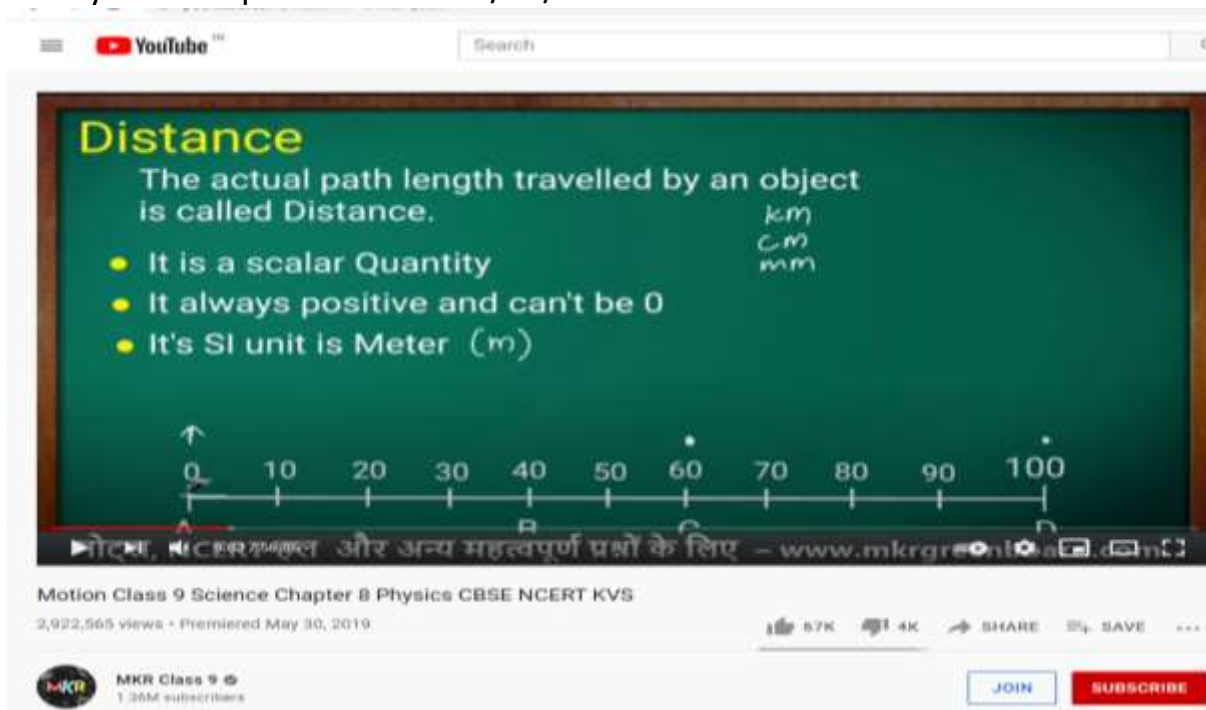 YouTube
Search
Distance
The actual path length travelled by an object
is called Distance.
km
cm
mm
It is a scalar Quantity
It always positive and can't be 0
It's SI unit is Meter (m)
0 10 20 30 40 50 60 70 80 90 100
A B C D
और अन्य महत्वपूर्ण प्रश्नों के लिए –
Motion Class 9 Science Chapter 8 Physics CBSE NCERT KVS
2,922,565 views • Premiered May 30, 2019
67K 4K SHARE SAVE
MKR MKR Class 9
1.36M subscribers
JOIN SUBSCRIBE